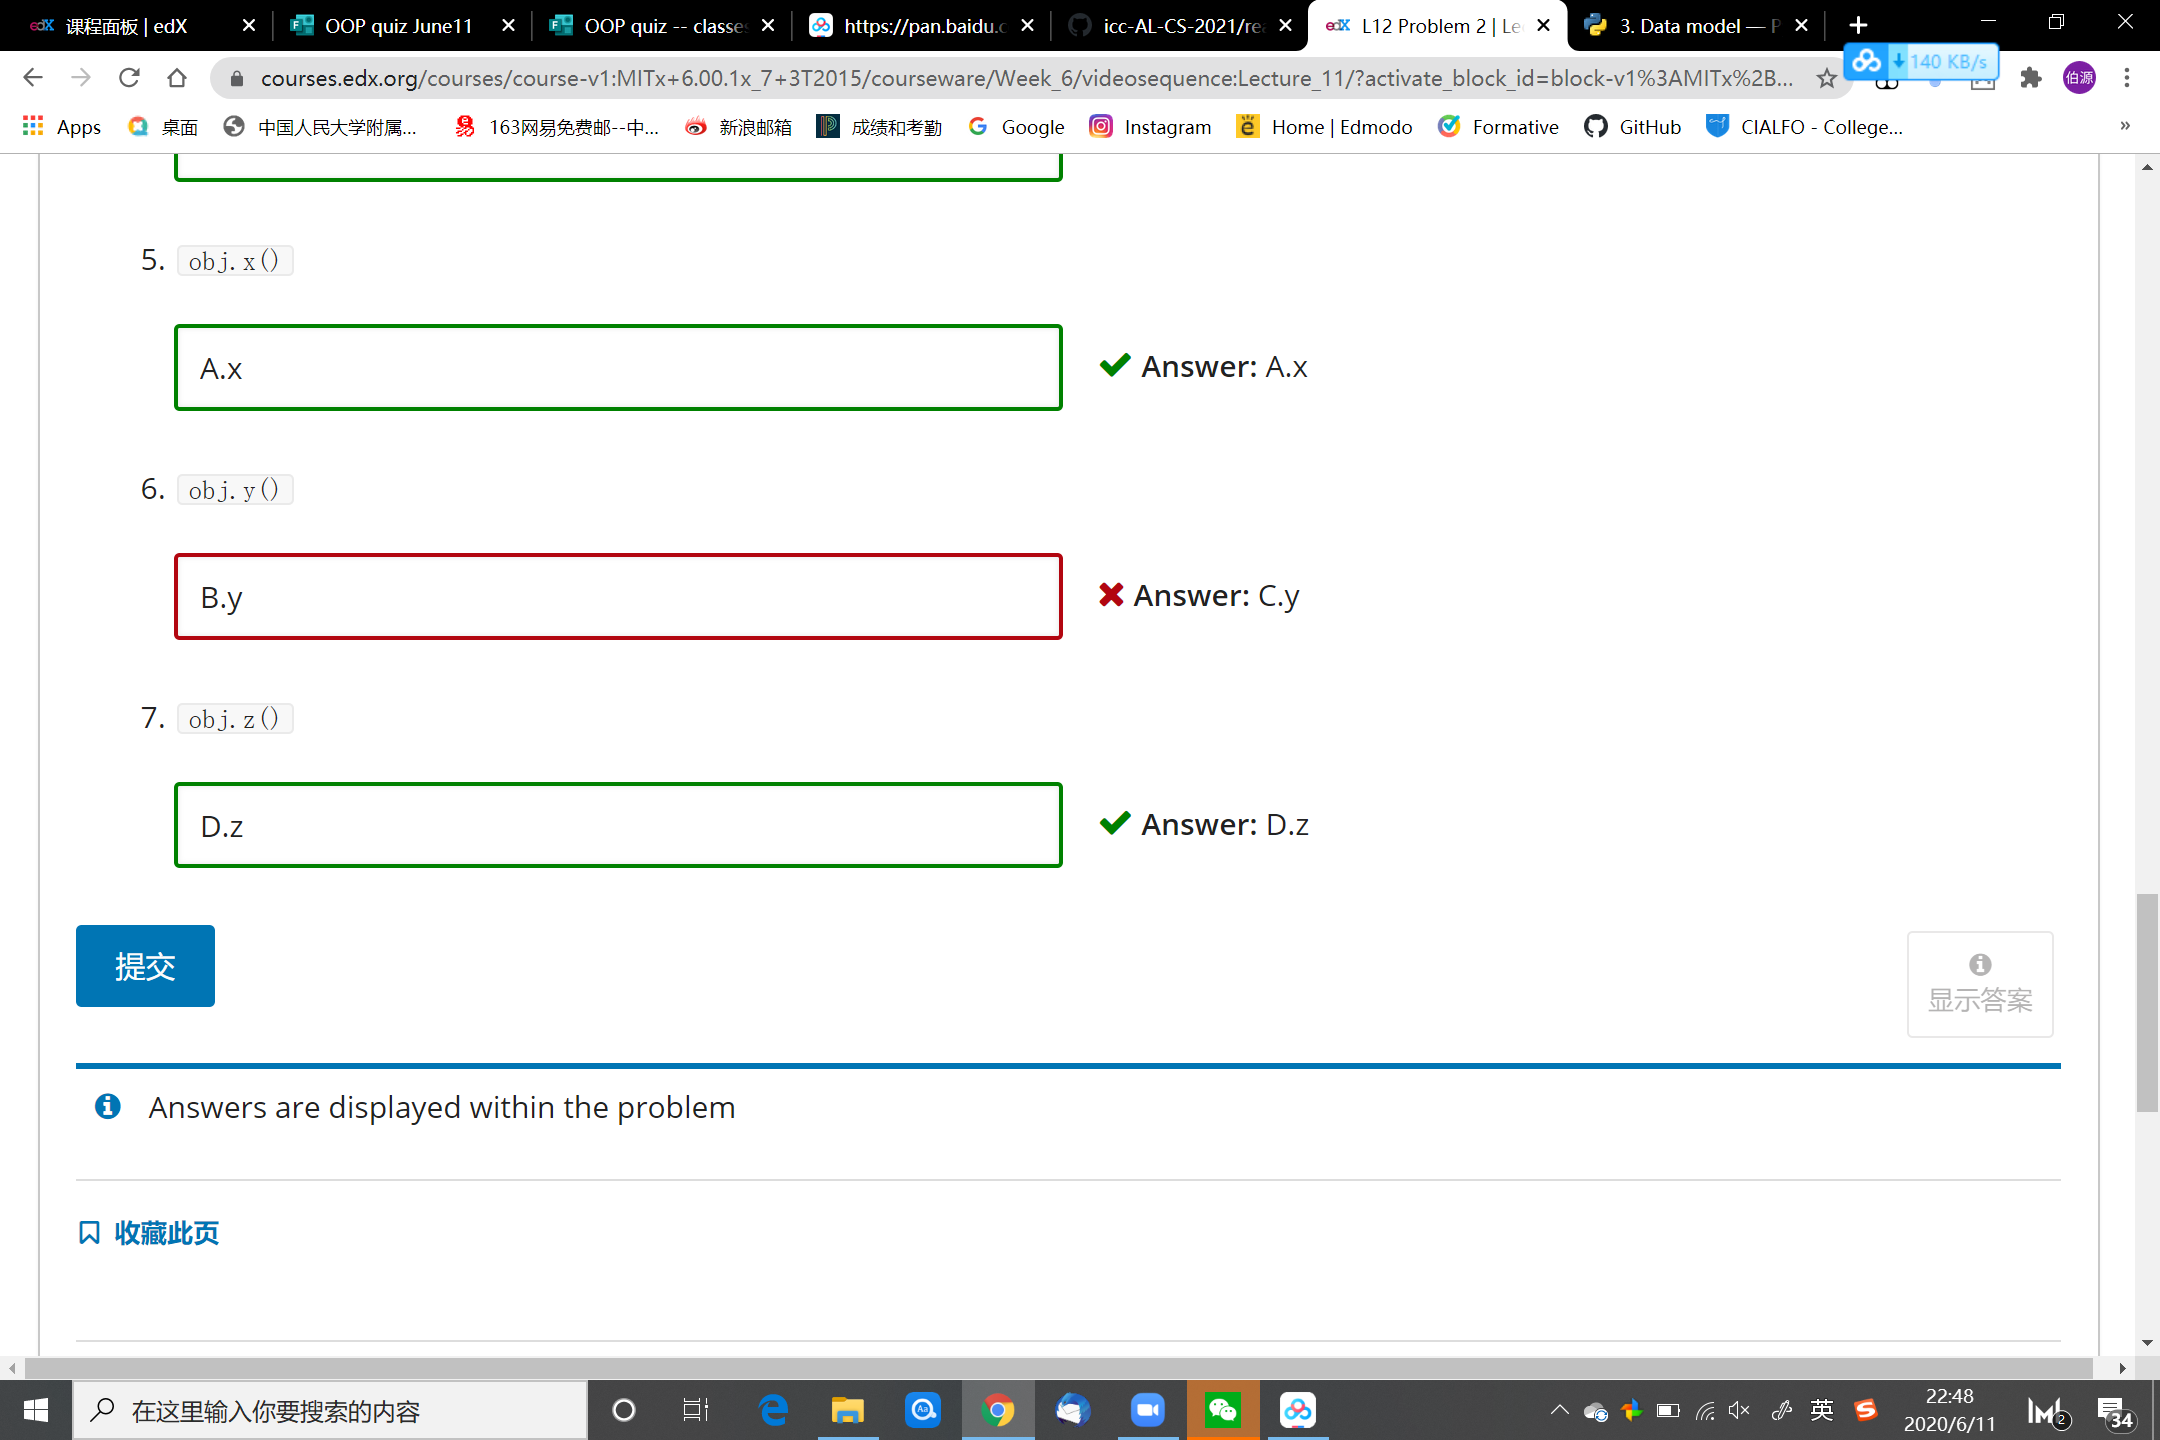 课程面板 | edX
OOP quiz June11
OOP quiz -- classe
https://pan.baidu.c
icc-AL-CS-2021/re
L12 Problem 2 | Le
3. Data model — P
courses.edx.org/courses/course-v1:MITx+6.00.1x_7+3T2015/courseware/Week_6/videosequence:Lecture_11/?activate_block_id=block-v1%3AMITx%2B...
140 KB/s
伯源
Apps
桌面
中国人民大学附属...
163网易免费邮--中...
新浪邮箱
成绩和考勤
Google
Instagram
Home | Edmodo
Formative
GitHub
CIALFO - College...
»
5. obj.x()
A.x
Answer: A.x
6. obj.y()
B.y
Answer: C.y
7. obj.z()
D.z
Answer: D.z
提交
显示答案
Answers are displayed within the problem
收藏此页
在这里输入你要搜索的内容
英
22:48
2020/6/11
2
34